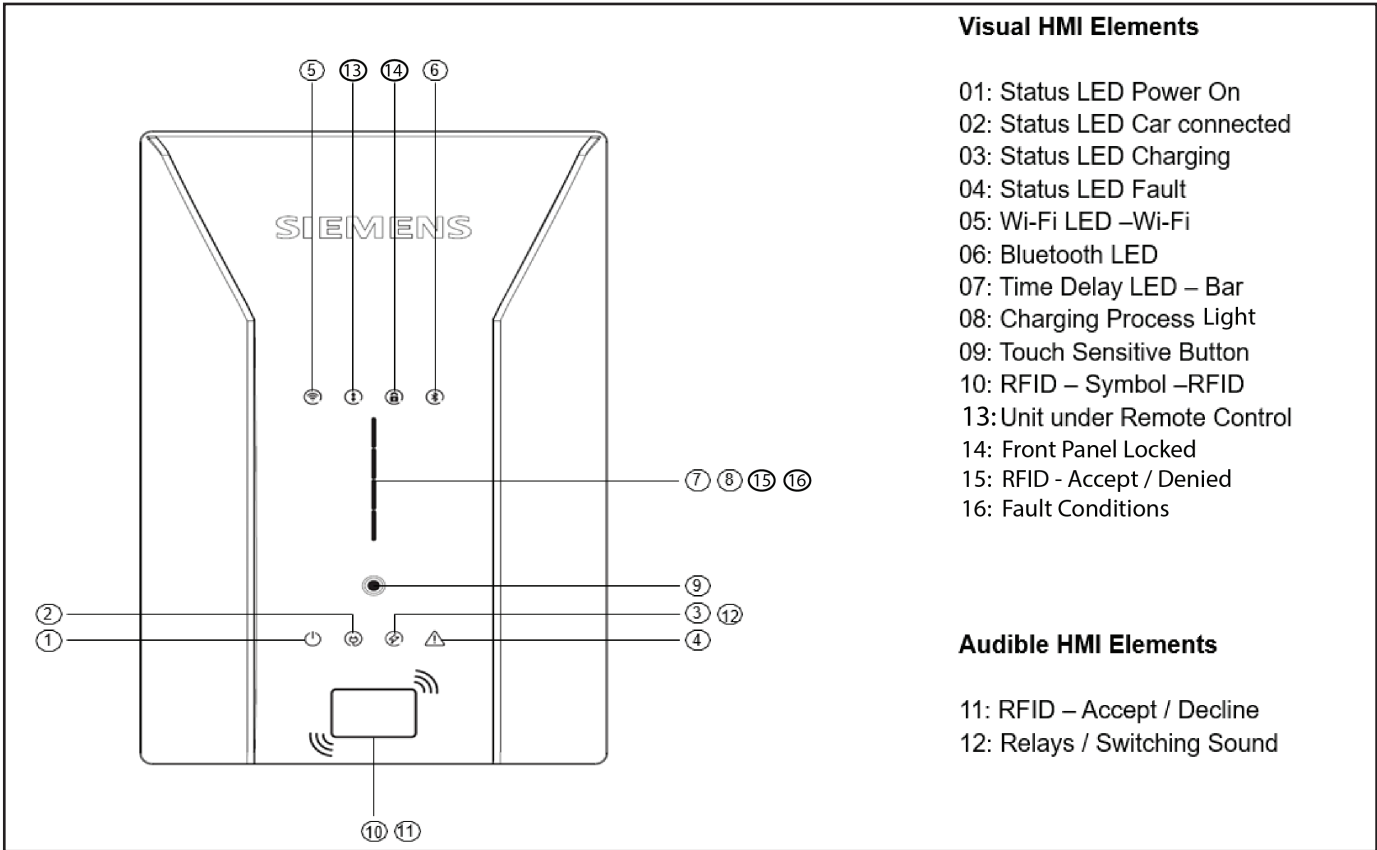 5 13 14 6
SIEMENS
7 8 15 16
9
2
3 12
1
4
10 11
Visual HMI Elements
01: Status LED Power On
02: Status LED Car connected
03: Status LED Charging
04: Status LED Fault
05: Wi-Fi LED –Wi-Fi
06: Bluetooth LED
07: Time Delay LED – Bar
08: Charging Process Light
09: Touch Sensitive Button
10: RFID – Symbol –RFID
13: Unit under Remote Control
14: Front Panel Locked
15: RFID - Accept / Denied
16: Fault Conditions
Audible HMI Elements
11: RFID – Accept / Decline
12: Relays / Switching Sound